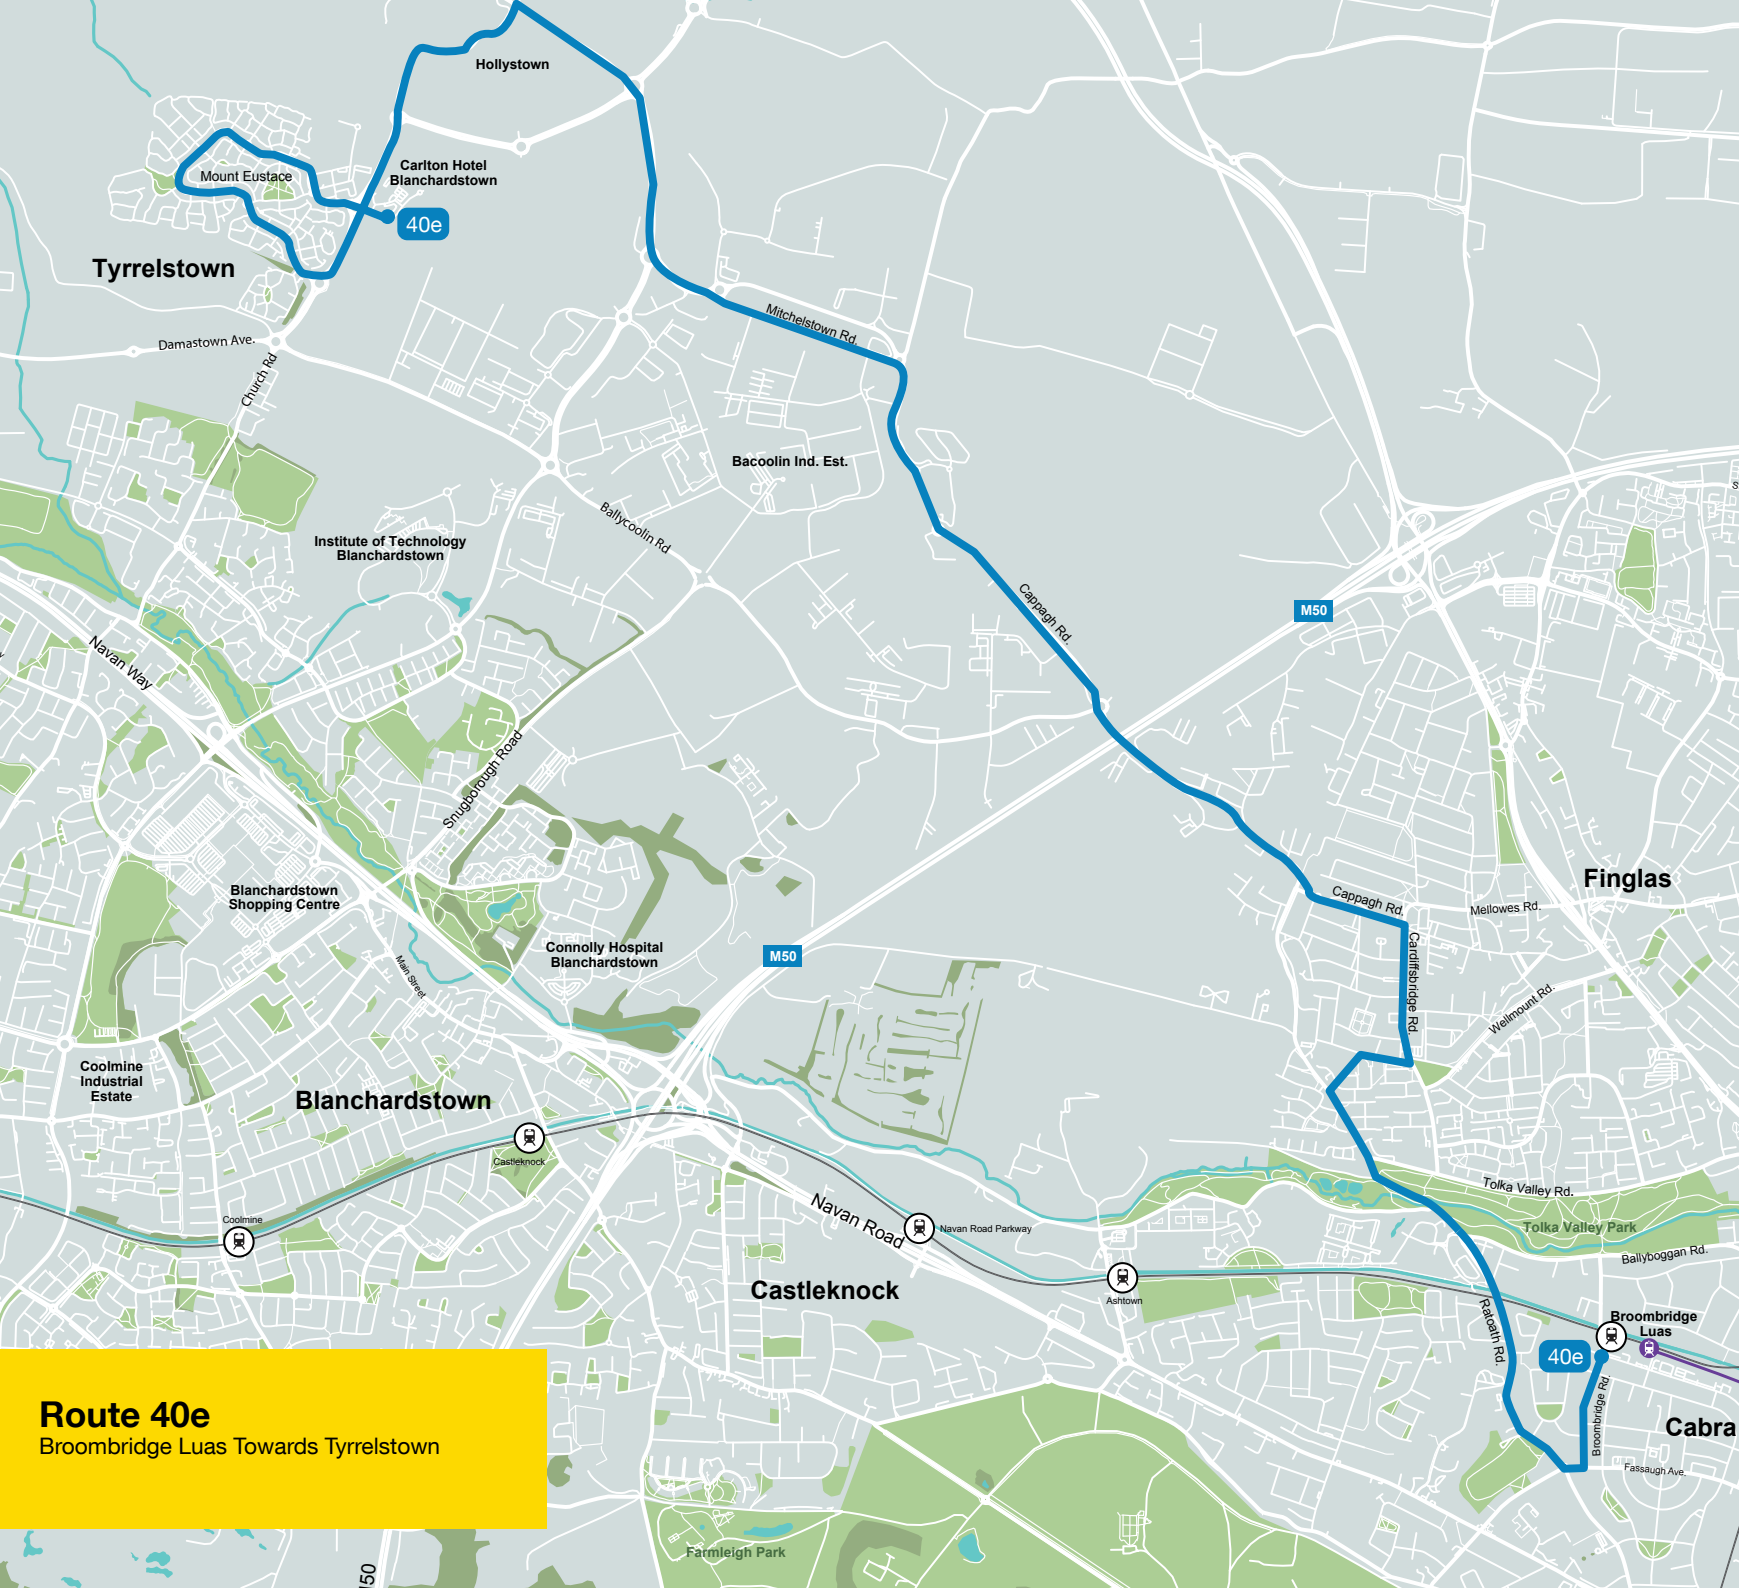 Hollystown
Carlton Hotel
Blanchardstown
Mount Eustace
40e
Tyrrelstown
Mitchelstown Rd.
Damastown Ave.
Church Rd
Bacoolin Ind. Est.
Ballycoolin Rd
Institute of Technology
Blanchardstown
Cappagh Rd.
M50
Navan Way
Snugborough Road
Finglas
Blanchardstown
Shopping Centre
Cappagh Rd.
Mellowes Rd.
Connolly Hospital
Blanchardstown
M50
Main Street
Cardiffsbridge Rd.
Wellmount Rd.
Coolmine
Industrial
Estate
Blanchardstown
Castleknock
Tolka Valley Rd.
Coolmine
Navan Road
Navan Road Parkway
Tolka Valley Park
Ballyboggan Rd.
Castleknock
Ashtown
Ratoath Rd.
Broombridge
Luas
40e
Broombridge Rd.
Cabra
Fassaugh Ave.
Route 40e
Broombridge Luas Towards Tyrrelstown
Farmleigh Park